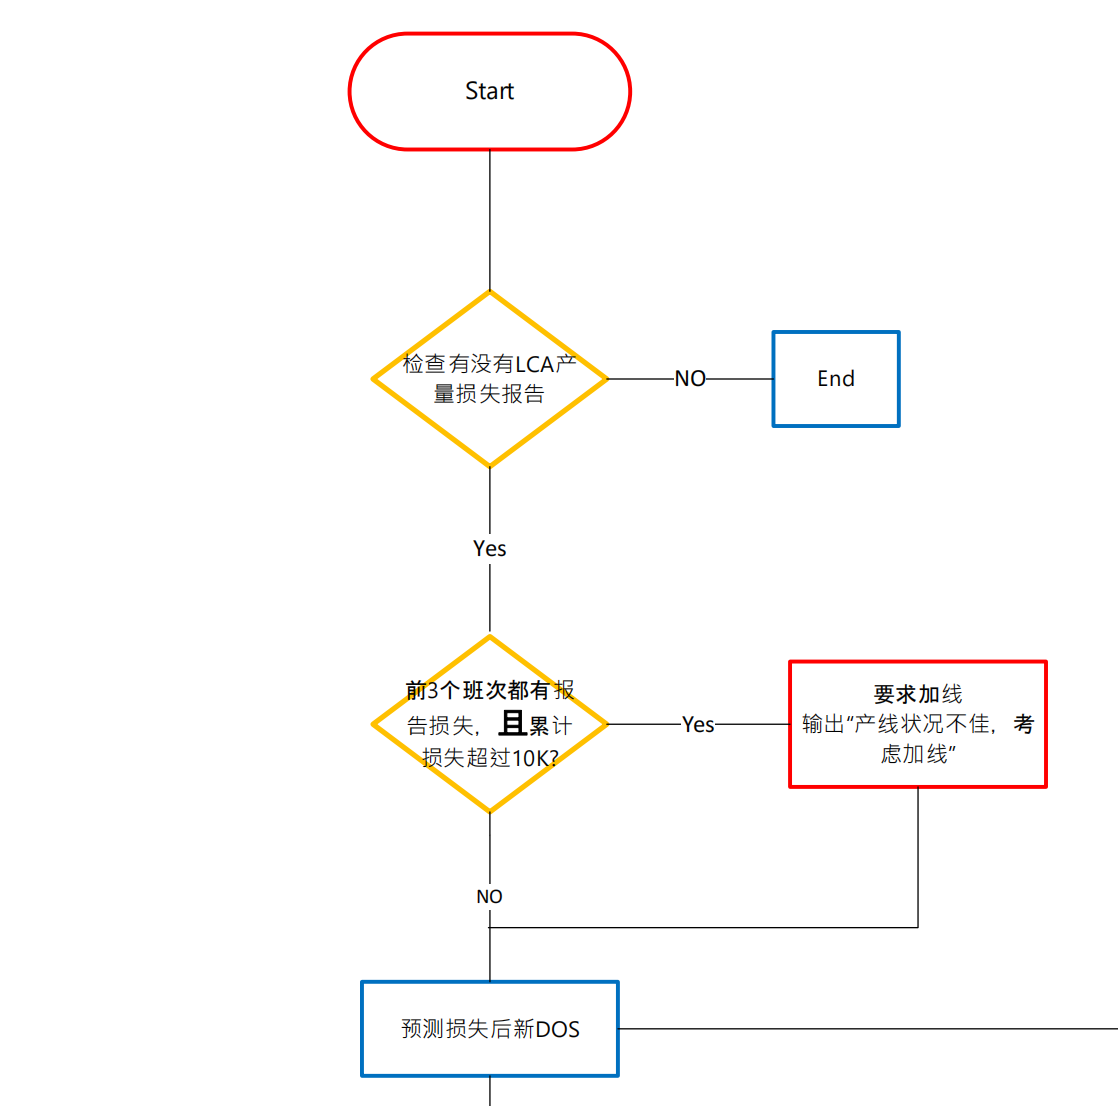 Start
检查有没有LCA产
量损失报告
NO
End
Yes
前3个班次都有报
告损失，且累计
损失超过10K?
Yes
要求加线
输出“产线状况不佳，考
虑加线”
NO
预测损失后新DOS